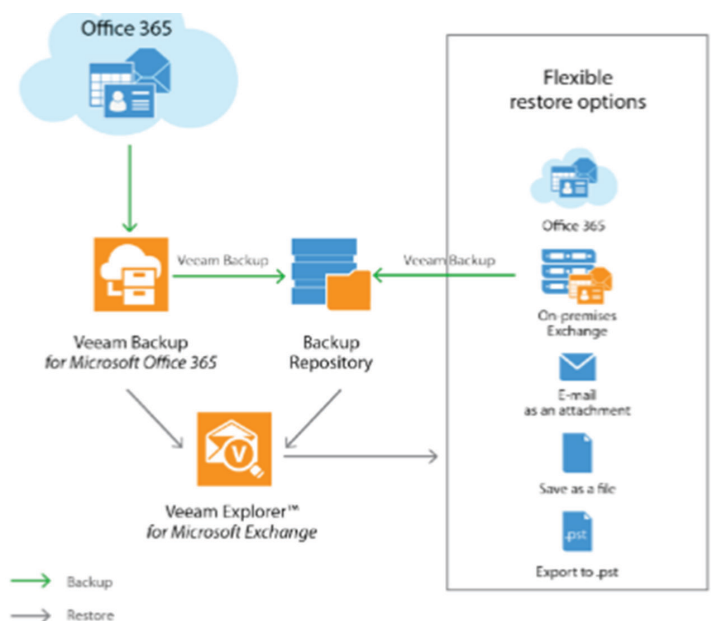 Office 365
Flexible
restore options
Office 365
Veeam Backup
Veeam Backup
On-premises
Exchange
Veeam Backup
for Microsoft Office 365
Backup
Repository
E-mail
as an attachment
V
Save as a file
Veeam Explorer™
for Microsoft Exchange
.pst
Export to .pst
Backup
Restore